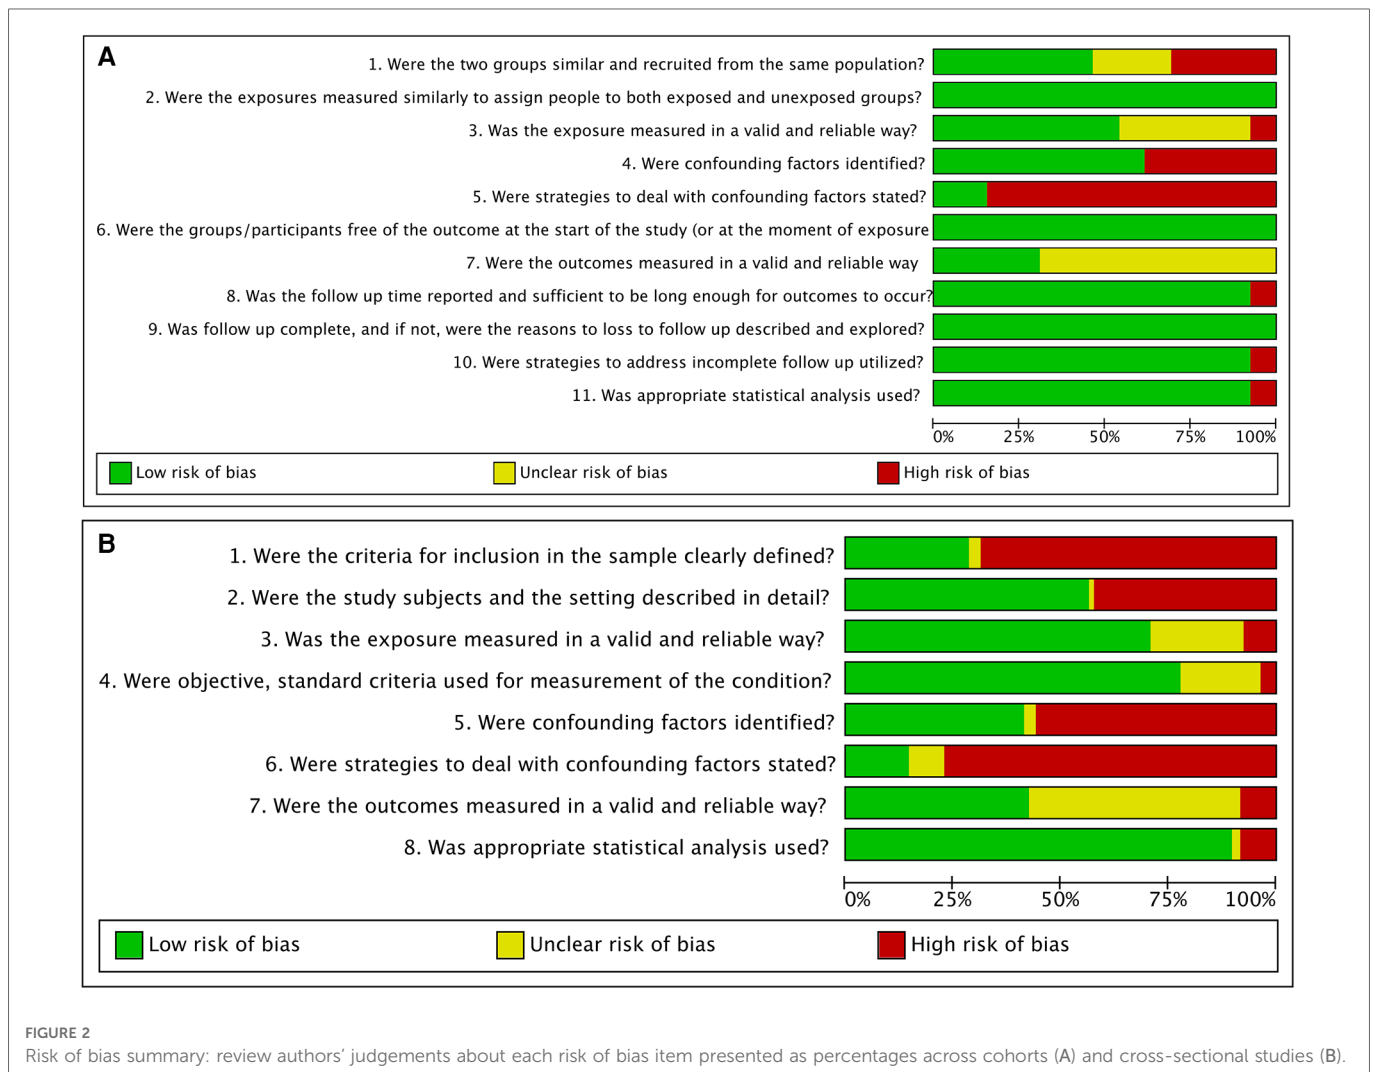 A
1. Were the two groups similar and recruited from the same population?
2. Were the exposures measured similarly to assign people to both exposed and unexposed groups?
3. Was the exposure measured in a valid and reliable way?
4. Were confounding factors identified?
5. Were strategies to deal with confounding factors stated?
6. Were the groups/participants free of the outcome at the start of the study (or at the moment of exposure
7. Were the outcomes measured in a valid and reliable way
8. Was the follow up time reported and sufficient to be long enough for outcomes to occur?
9. Was follow up complete, and if not, were the reasons to loss to follow up described and explored?
10. Were strategies to address incomplete follow up utilized?
11. Was appropriate statistical analysis used?
0% 25% 50% 75% 100%
Low risk of bias Unclear risk of bias High risk of bias
B
1. Were the criteria for inclusion in the sample clearly defined?
2. Were the study subjects and the setting described in detail?
3. Was the exposure measured in a valid and reliable way?
4. Were objective, standard criteria used for measurement of the condition?
5. Were confounding factors identified?
6. Were strategies to deal with confounding factors stated?
7. Were the outcomes measured in a valid and reliable way?
8. Was appropriate statistical analysis used?
0% 25% 50% 75% 100%
Low risk of bias Unclear risk of bias High risk of bias
FIGURE 2
Risk of bias summary: review authors' judgements about each risk of bias item presented as percentages across cohorts (A) and cross-sectional studies (B).